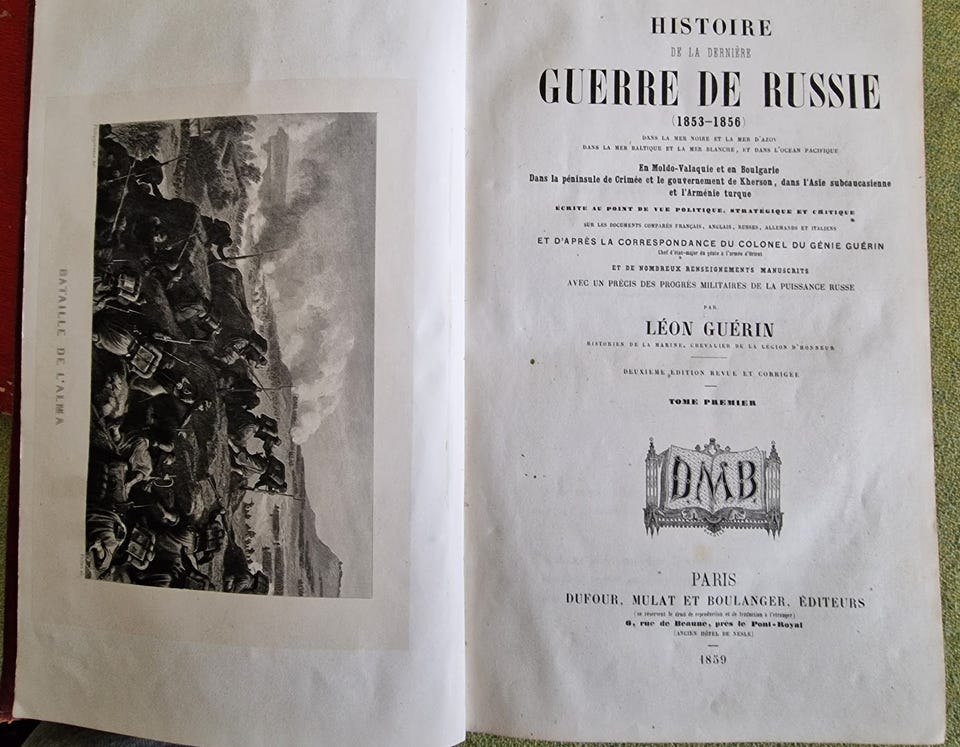 BATAILLE DE L'ALMA
HISTOIRE
DE LA DERNIÈRE
GUERRE DE RUSSIE
(1853–1856)
DANS LA MER NOIRE ET LA MER D'AZOV
DANS LA MER BALTIQUE ET LA MER BLANCHE, ET DANS L'OCEAN PACIFIQUE
En Moldo-Valaquie et en Boulgarie
Dans la péninsule de Crimée et le gouvernement de Kherson, dans l'Asie subcaucasienne
et l'Arménie turque
ÉCRITE AU POINT DE VUE POLITIQUE, STRATÉGIQUE ET CRITIQUE
SUR LES DOCUMENTS COMPARÉS FRANÇAIS, ANGLAIS, RUSSES, ALLEMANDS ET ITALIENS
ET D'APRÈS LA CORRESPONDANCE DU COLONEL DU GÉNIE GUÉRIN
Chef d'état-major du génie à l'armée d'Orient
ET DE NOMBREUX RENSEIGNEMENTS MANUSCRITS
AVEC UN PRÉCIS DES PROGRÈS MILITAIRES DE LA PUISSANCE RUSSE
PAR
LÉON GUÉRIN
HISTORIEN DE LA MARINE, CHEVALIER DE LA LÉGION D'HONNEUR
DEUXIÈME ÉDITION REVUE ET CORRIGÉE
TOME PREMIER
DMB
PARIS
DUFOUR, MULAT ET BOULANGER, ÉDITEURS
(se réservent le droit de reproduction et de traduction à l'étranger)
6, rue de Beaune, près le Pont-Royal
(ANCIEN HÔTEL DE NESLE)
1859